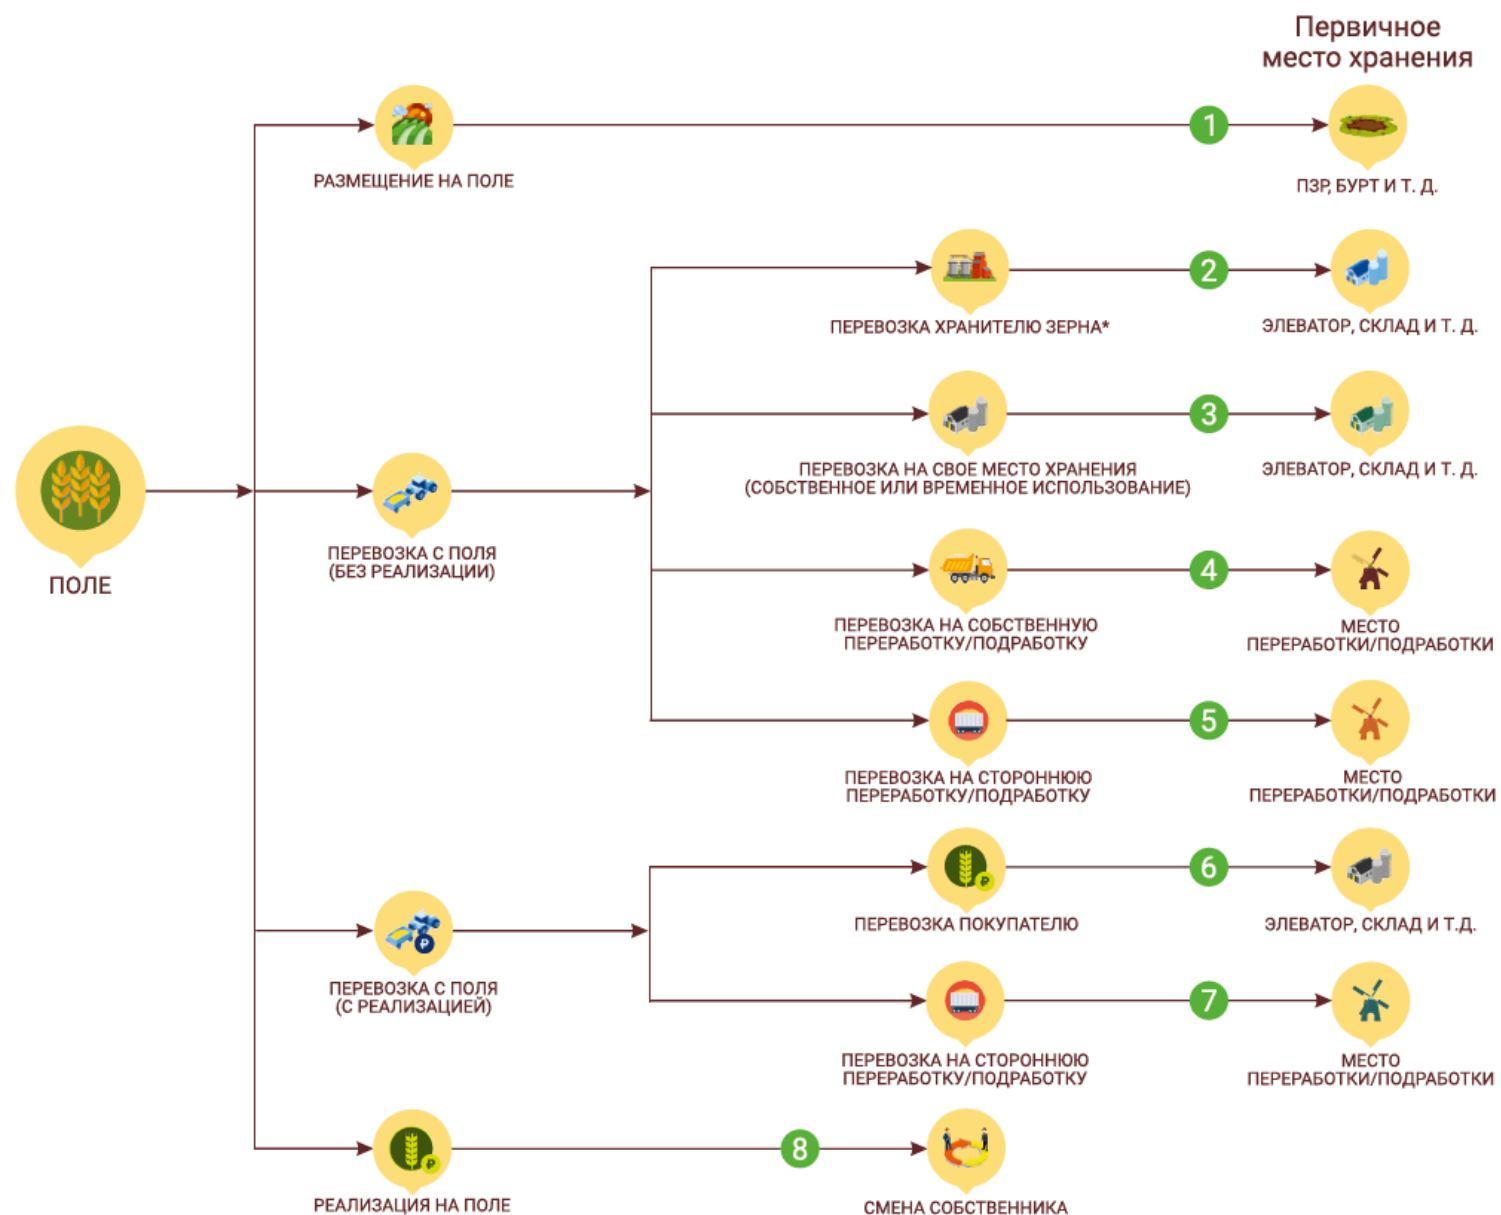 Первичное
место хранения
1
РАЗМЕЩЕНИЕ НА ПОЛЕ
ПЗР, БУРТ И Т. Д.
2
ПЕРЕВОЗКА ХРАНИТЕЛЮ ЗЕРНА*
ЭЛЕВАТОР, СКЛАД И Т. Д.
3
ПЕРЕВОЗКА НА СВОЕ МЕСТО ХРАНЕНИЯ
(СОБСТВЕННОЕ ИЛИ ВРЕМЕННОЕ ИСПОЛЬЗОВАНИЕ)
ЭЛЕВАТОР, СКЛАД И Т. Д.
ПОЛЕ
ПЕРЕВОЗКА С ПОЛЯ
(БЕЗ РЕАЛИЗАЦИИ)
4
ПЕРЕВОЗКА НА СОБСТВЕННУЮ
ПЕРЕРАБОТКУ/ПОДРАБОТКУ
МЕСТО
ПЕРЕРАБОТКИ/ПОДРАБОТКИ
5
ПЕРЕВОЗКА НА СТОРОННЮЮ
ПЕРЕРАБОТКУ/ПОДРАБОТКУ
МЕСТО
ПЕРЕРАБОТКИ/ПОДРАБОТКИ
₽
6
ПЕРЕВОЗКА ПОКУПАТЕЛЮ
ЭЛЕВАТОР, СКЛАД И Т.Д.
₽
ПЕРЕВОЗКА С ПОЛЯ
(С РЕАЛИЗАЦИЕЙ)
7
ПЕРЕВОЗКА НА СТОРОННЮЮ
ПЕРЕРАБОТКУ/ПОДРАБОТКУ
МЕСТО
ПЕРЕРАБОТКИ/ПОДРАБОТКИ
₽
8
РЕАЛИЗАЦИЯ НА ПОЛЕ
СМЕНА СОБСТВЕННИКА